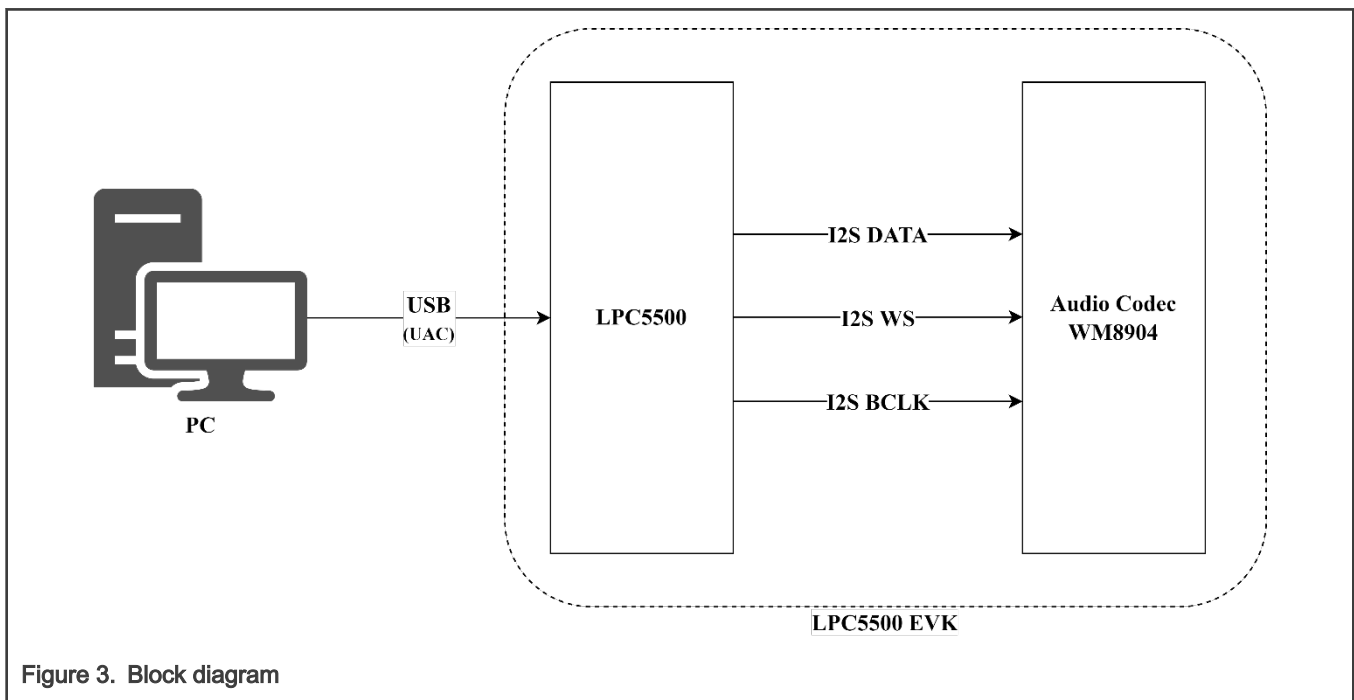 I2S DATA
USB
(UAC)
LPC5500
I2S WS
Audio Codec
WM8904
I2S BCLK
PC
LPC5500 EVK
Figure 3. Block diagram